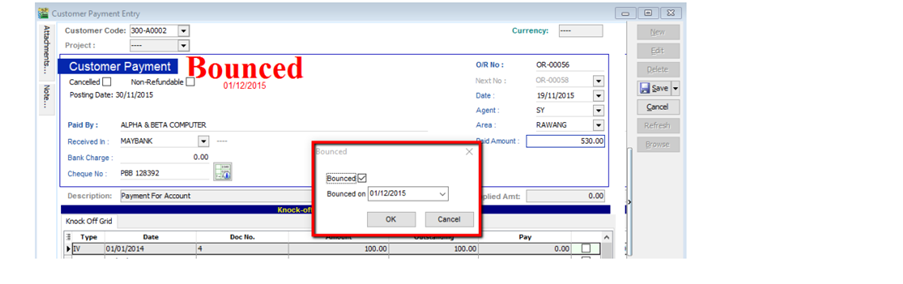 Customer Payment Entry
Attachments...
Note...
Customer Code: 300-A0002
Currency: ----
Project : ----
Customer Payment Bounced
01/12/2015
Cancelled Non-Refundable
Posting Date: 30/11/2015
O/R No : OR-00056
Next No : OR-00058
Date : 19/11/2015
Agent : SY
Area : RAWANG
Paid Amount : 530.00
Paid By : ALPHA & BETA COMPUTER
Received In : MAYBANK ----
Bank Charge : 0.00
Cheque No : PBB 128392
Description: Payment For Account
plied Amt: 0.00
Bounced
Bounced
Bounced on 01/12/2015
OK Cancel
Knock-of
Knock Off Grid
Type Date Doc No. Amount Outstanding Pay
IV 01/01/2014 4 100.00 100.00 0.00
New
Edit
Delete
Save
Cancel
Refresh
Browse